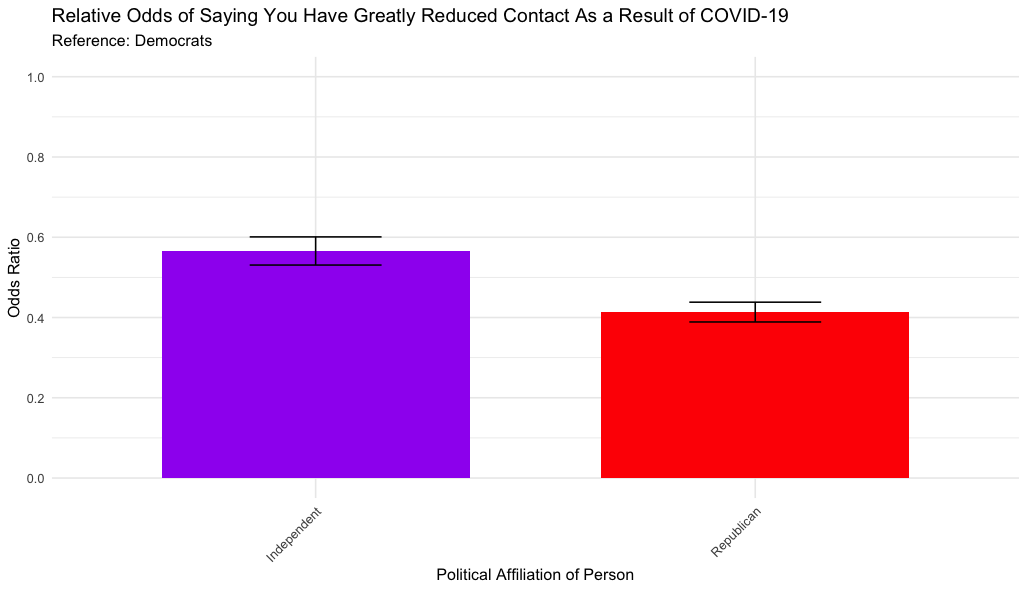 Relative Odds of Saying You Have Greatly Reduced Contact As a Result of COVID-19
Reference: Democrats
1.0
0.8
0.6
0.4
0.2
0.0
Odds Ratio
Independent
Republican
Political Affiliation of Person